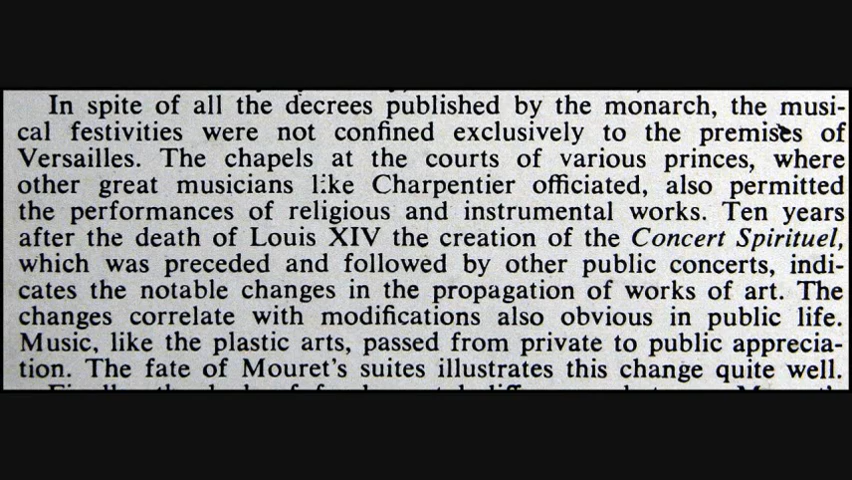 In spite of all the decrees published by the monarch, the musi-
cal festivities were not confined exclusively to the premises of
Versailles. The chapels at the courts of various princes, where
other great musicians like Charpentier officiated, also permitted
the performances of religious and instrumental works. Ten years
after the death of Louis XIV the creation of the Concert Spirituel,
which was preceded and followed by other public concerts, indi-
cates the notable changes in the propagation of works of art. The
changes correlate with modifications also obvious in public life.
Music, like the plastic arts, passed from private to public apprecia-
tion. The fate of Mouret's suites illustrates this change quite well.